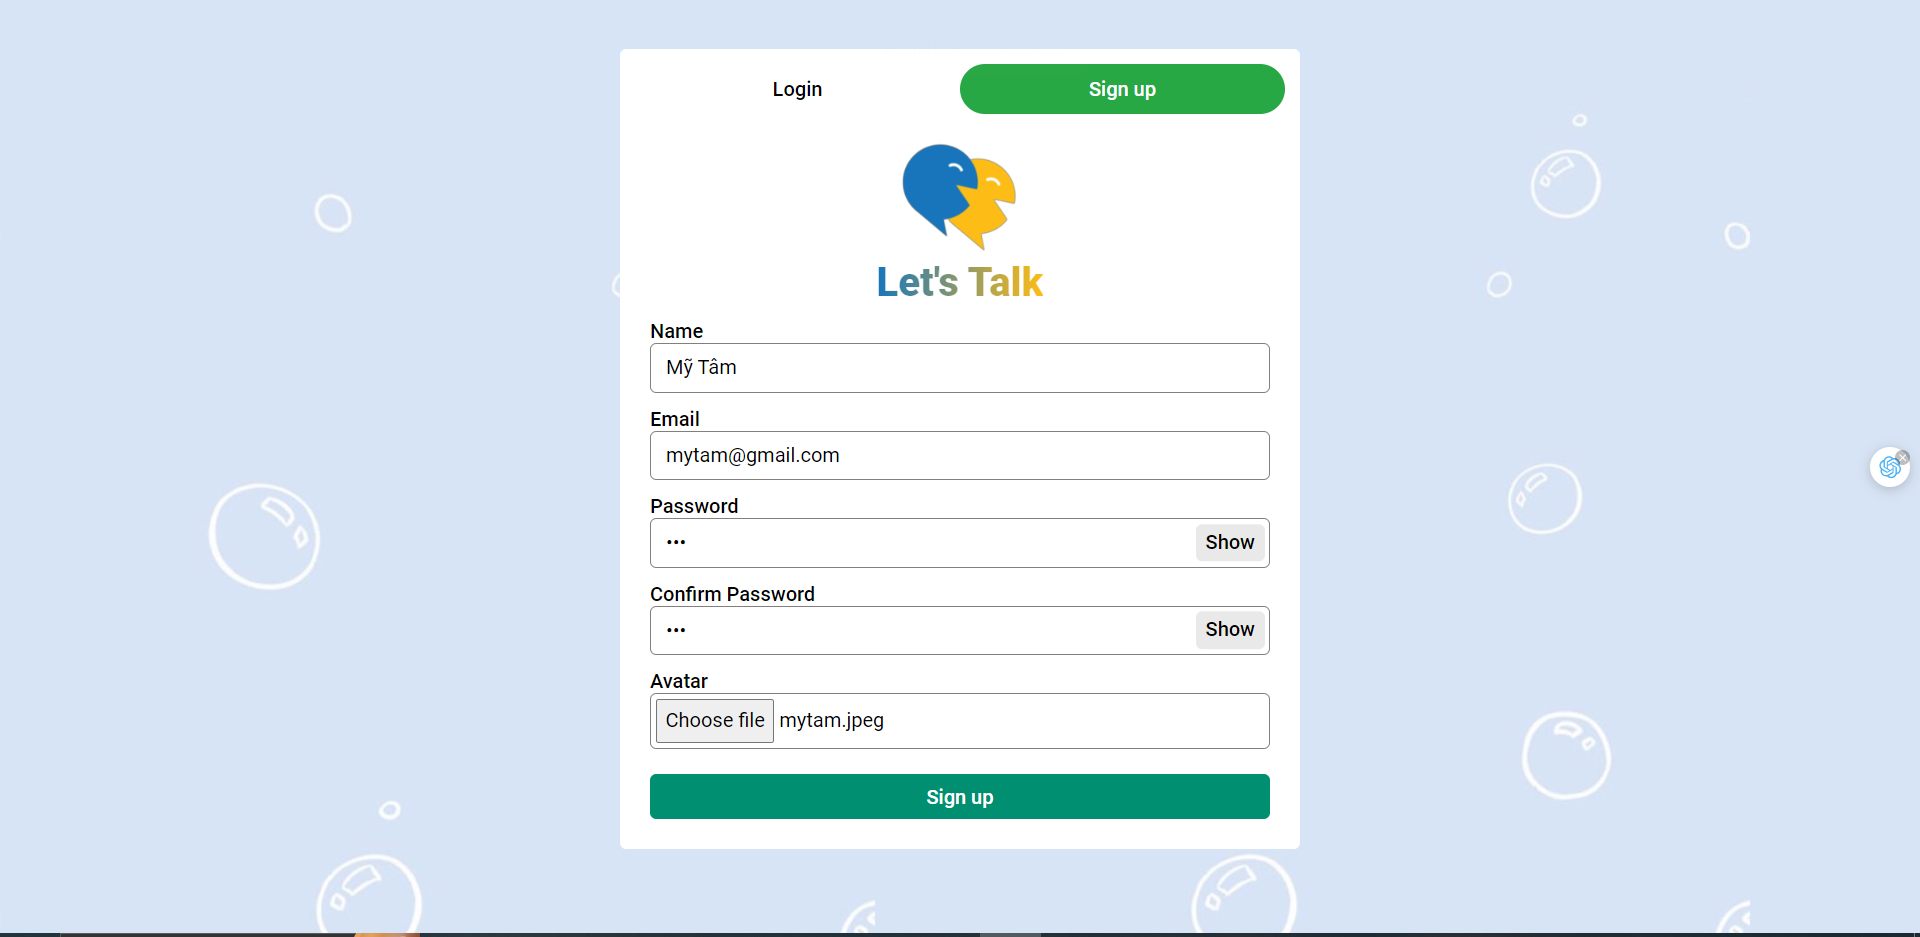 Login
Sign up
Let's Talk
Name
Mỹ Tâm
Email
mytam@gmail.com
Password
•••
Show
Confirm Password
•••
Show
Avatar
Choose file mytam.jpeg
Sign up